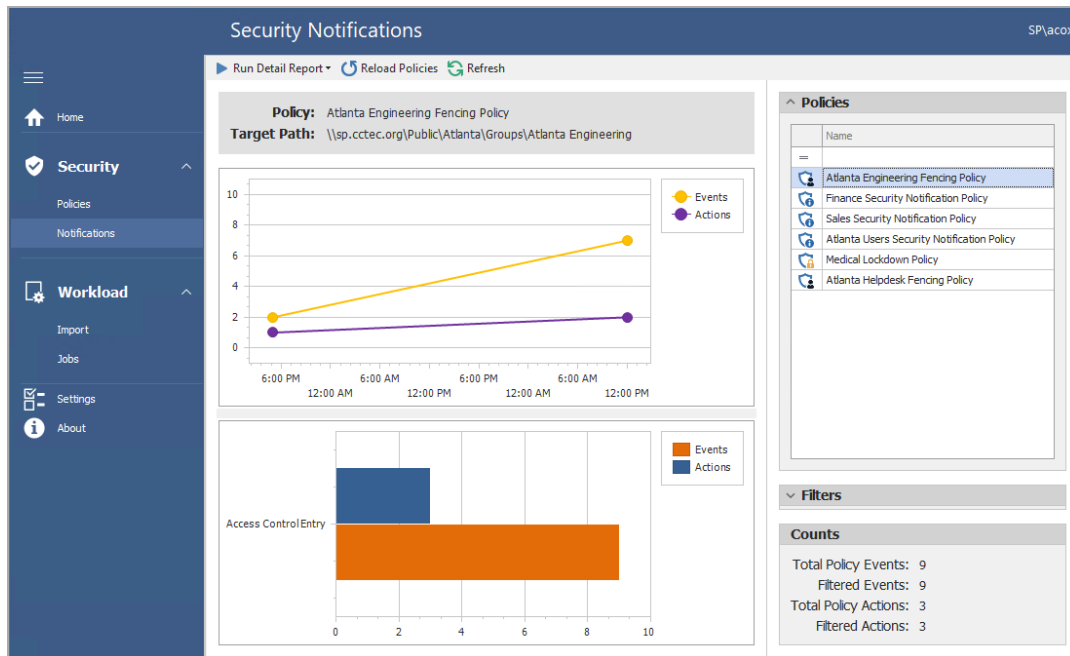 Security Notifications
SP\acox
Run Detail Report
Reload Policies
Refresh
Home
Security
Policies
Notifications
Workload
Import
Jobs
Settings
About
Policy: Atlanta Engineering Fencing Policy
Target Path: \\sp.cctec.org\Public\Atlanta\Groups\Atlanta Engineering
10
8
6
4
2
0
6:00 PM 6:00 AM 6:00 PM 6:00 AM
12:00 AM 12:00 PM 12:00 AM 12:00 PM
Events
Actions
Access Control Entry
0 2 4 6 8 10
Events
Actions
Policies
Name
=
Atlanta Engineering Fencing Policy
Finance Security Notification Policy
Sales Security Notification Policy
Atlanta Users Security Notification Policy
Medical Lockdown Policy
Atlanta Helpdesk Fencing Policy
Filters
Counts
Total Policy Events: 9
Filtered Events: 9
Total Policy Actions: 3
Filtered Actions: 3